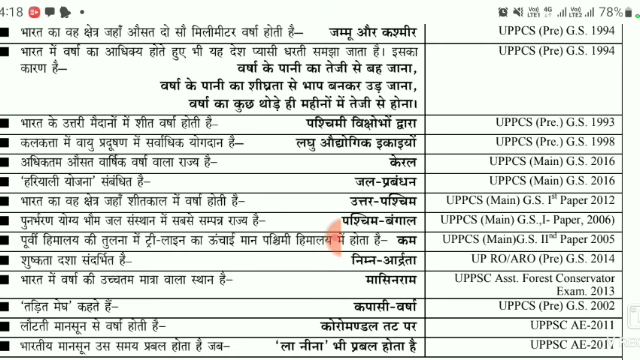 4:18 78%
■ भारत का वह क्षेत्र जहाँ औसत दो सौ मिलीमीटर वर्षा होती है– जम्मू और कश्मीर UPPCS (Pre) G.S. 1994
■ भारत में वर्षा का आधिक्य होते हुए भी यह देश प्यासी धरती समझा जाता है। इसका UPPCS (Pre) G.S. 1994
कारण है– वर्षा के पानी का तेजी से बह जाना,
वर्षा के पानी का शीघ्रता से भाप बनकर उड़ जाना,
वर्षा का कुछ थोड़े ही महीनों में तेजी से होना।
■ भारत के उत्तरी मैदानों में शीत वर्षा होती है– पश्चिमी विक्षोभों द्वारा UPPCS (Pre.) G.S. 1993
■ कलकत्ता में वायु प्रदूषण में सर्वाधिक योगदान है– लघु औद्योगिक इकाइयों UPPCS (Pre.) G.S. 1998
■ अधिकतम औसत वार्षिक वर्षा वाला राज्य है– केरल UPPCS (Main) G.S. 2016
■ 'हरियाली योजना' संबंधित है– जल-प्रबंधन UPPCS (Main) G.S. 2016
■ भारत का वह क्षेत्र जहाँ शीतकाल में वर्षा होती है– उत्तर-पश्चिम UPPCS (Main) G.S. Ist Paper 2012
■ पुनर्भरण योग्य भौम जल संस्थान में सबसे सम्पन्न राज्य है– पश्चिम-बंगाल UPPCS (Main) G.S.,I- Paper, 2006)
■ पूर्वी हिमालय की तुलना में ट्री-लाइन का ऊंचाई मान पश्चिमी हिमालय में होता है– कम UPPCS (Main)G.S. IInd Paper 2005
■ शुष्कता दशा संदर्भित है– निम्न-आर्द्रता UP RO/ARO (Pre) G.S. 2014
■ भारत में वर्षा की उच्चतम मात्रा वाला स्थान है– मासिनराम UPPSC Asst. Forest Conservator
Exam. 2013
■ 'तड़ित मेघ' कहते हैं– कपासी-वर्षा UPPCS (Pre) G.S. 2002
■ लौटती मानसून से वर्षा होती है– कोरोमण्डल तट पर UPPSC AE-2011
■ भारतीय मानसून उस समय प्रबल होता है जब– 'ला नीना' भी प्रबल होता है UPPSC AE-2011